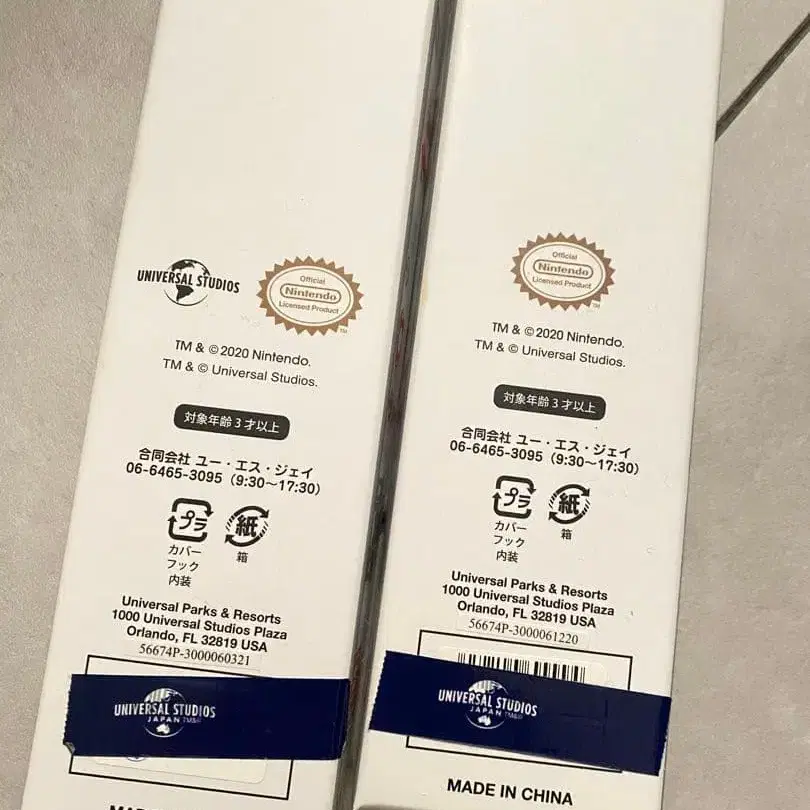 UNIVERSAL STUDIOS
Official
Nintendo
Licensed Product
TM
TM & © 2020 Nintendo.
TM & © Universal Studios.
対象年齢3才以上
合同会社 ユー・エス・ジェイ
06-6465-3095（9:30〜17:30）
プラ
紙
カバー
フック
内装
箱
Universal Parks & Resorts
1000 Universal Studios Plaza
Orlando, FL 32819 USA
56674P-3000060321
UNIVERSAL STUDIOS
JAPAN TM&®
Official
Nintendo
Licensed Product
TM
TM & © 2020 Nintendo.
TM & © Universal Studios.
対象年齢3才以上
合同会社 ユー・エス・ジェイ
06-6465-3095（9:30〜17:30）
プラ
紙
カバー
フック
内装
箱
Universal Parks & Resorts
1000 Universal Studios Plaza
Orlando, FL 32819 USA
56674P-3000061220
UNIVERSAL STUDIOS
JAPAN TM&®
MADE IN CHINA